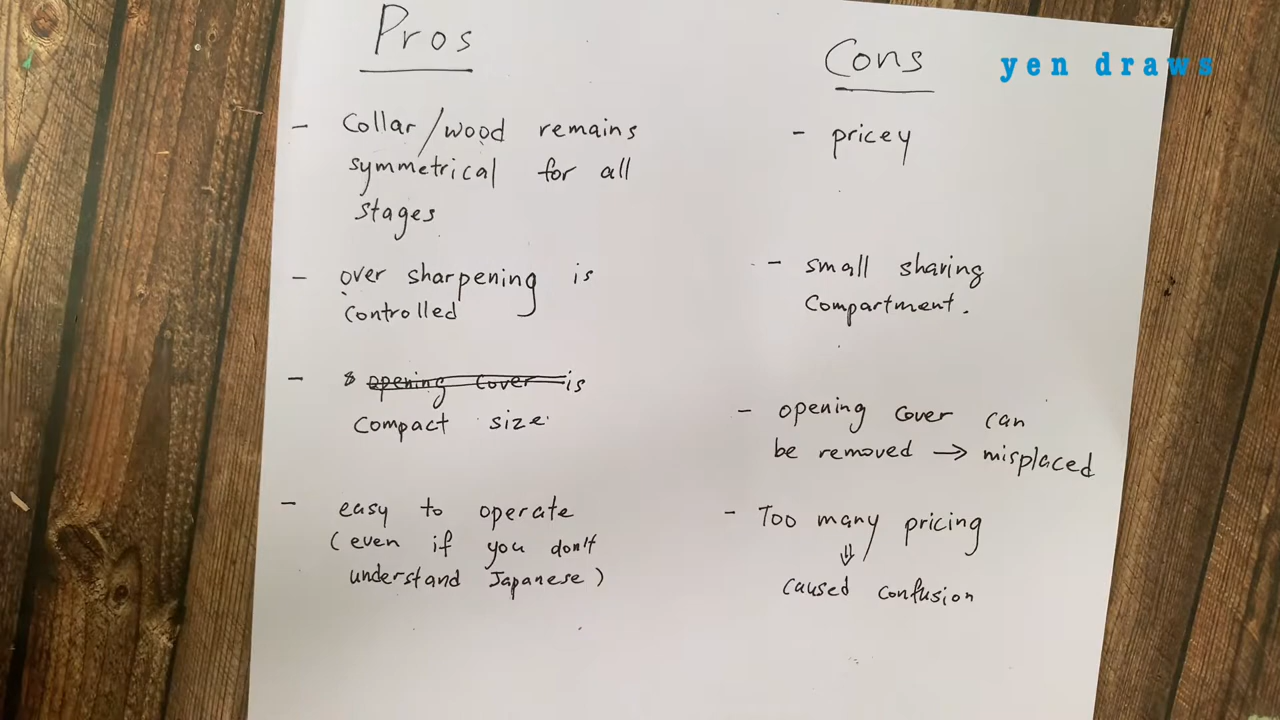 Pros
- Collar/wood remains
symmetrical for all
stages
- over sharpening is
controlled
- opening cover is
compact size
- easy to operate
(even if you don't
understand Japanese)
Cons
yen draws
- pricey
- small sharing
compartment.
- opening cover can
be removed → misplaced
- Too many pricing
⇓
caused confusion